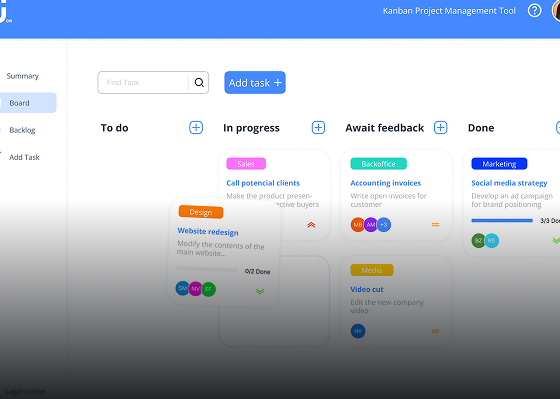 Kanban Project Management Tool
?
Summary
Board
Backlog
Add Task
Find Task
Add task +
To do
In progress
Await feedback
Done
Sales
Call potencial clients
Make the product presen-
ctive buyers
Backoffice
Accounting invoices
Write open invoices for
customer
MB
AM
+3
Marketing
Social media strategy
Develop an ad campaign
for brand poitioning
3/3 Don
BZ
RS
Design
Website redesign
Modify the contents of the
main website...
0/2 Done
SM
MV
EF
Media
Video cut
Edit the new company
video
HK
Legal notice